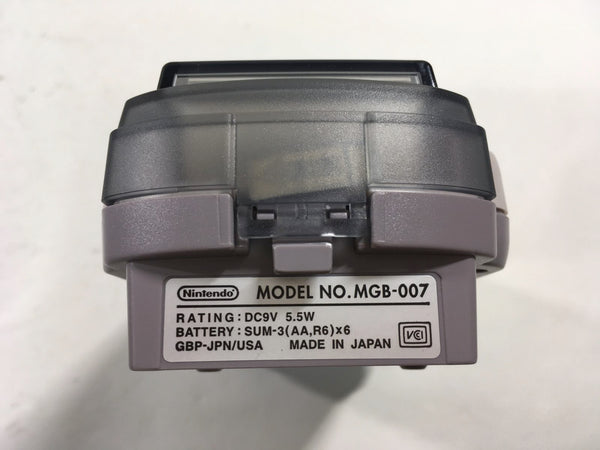 Nintendo MODEL NO.MGB-007
RATING:DC9V 5.5W
BATTERY:SUM-3(AA,R6)x6
GBP-JPN/USA MADE IN JAPAN
VCI